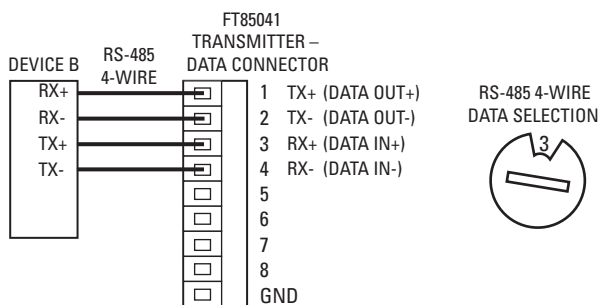 FT85041
TRANSMITTER –
DATA CONNECTOR
DEVICE B
RS-485
4-WIRE
RX+
RX-
TX+
TX-
1 TX+ (DATA OUT+)
2 TX- (DATA OUT-)
3 RX+ (DATA IN+)
4 RX- (DATA IN-)
5
6
7
8
GND
RS-485 4-WIRE
DATA SELECTION
3